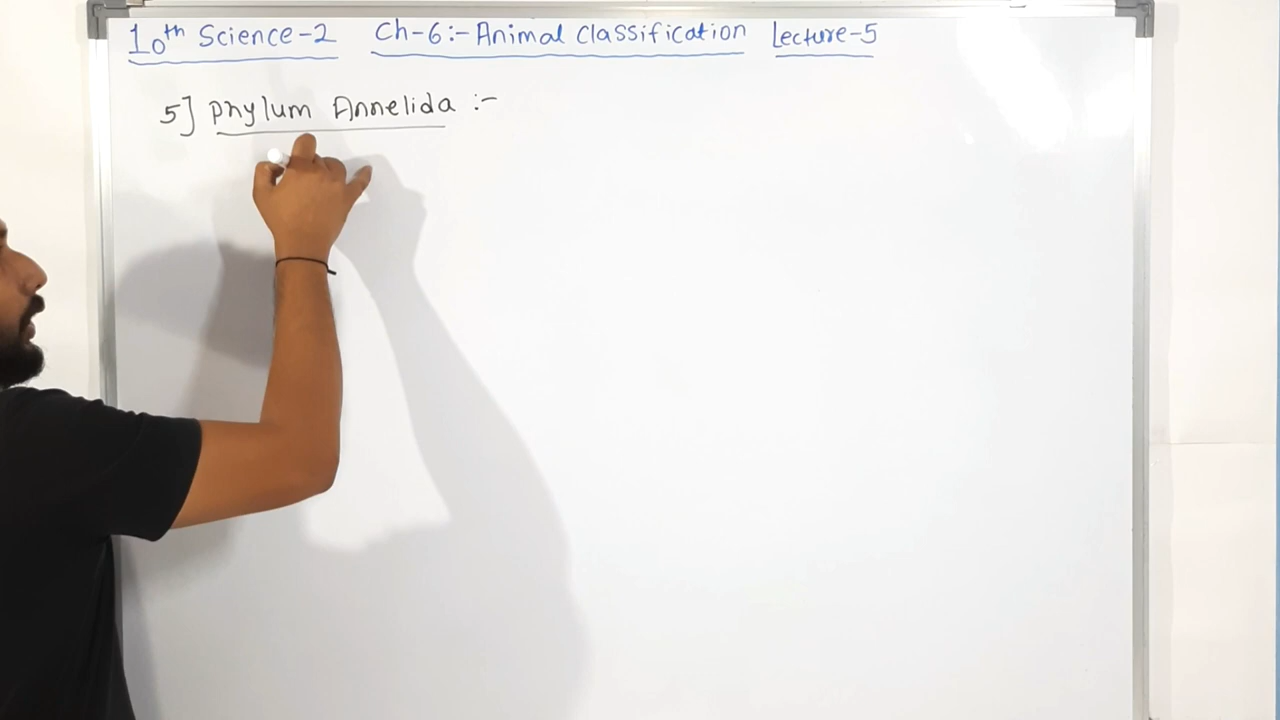 10th Science-2 Ch-6:- Animal classification Lecture-5
5] Phylum Annelida :-